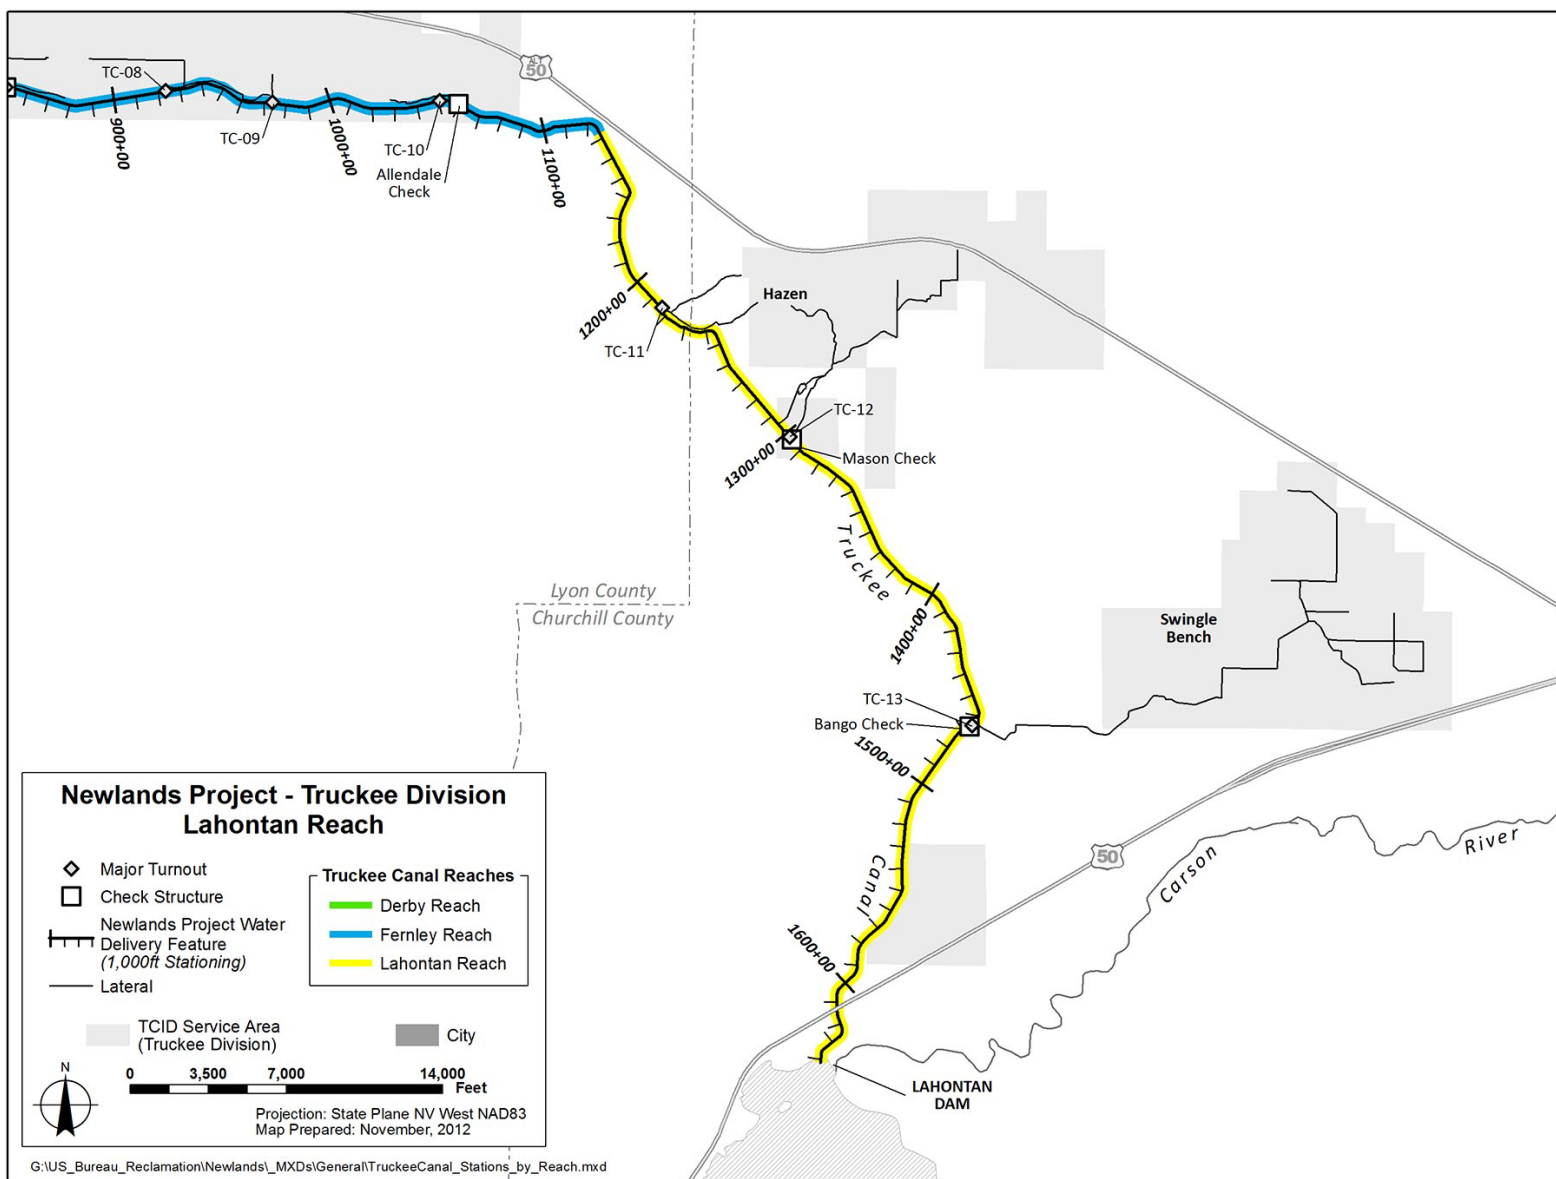 ALT
50
TC-08
TC-09
TC-10
Allendale
Check
900+00
1000+00
1100+00
1200+00
TC-11
Hazen
TC-12
1300+00
Mason Check
Truckee
Lyon County
Churchill County
1400+00
Swingle
Bench
TC-13
Bango Check
1500+00
Canal
50
Carson
River
1600+00
LAHONTAN
DAM
Newlands Project - Truckee Division
Lahontan Reach
Major Turnout
Check Structure
Newlands Project Water
Delivery Feature
(1,000ft Stationing)
Lateral
Truckee Canal Reaches
Derby Reach
Fernley Reach
Lahontan Reach
TCID Service Area
(Truckee Division)
City
N
0 3,500 7,000 14,000
Feet
Projection: State Plane NV West NAD83
Map Prepared: November, 2012
G:\US_Bureau_Reclamation\Newlands\_MXDs\General\TruckeeCanal_Stations_by_Reach.mxd